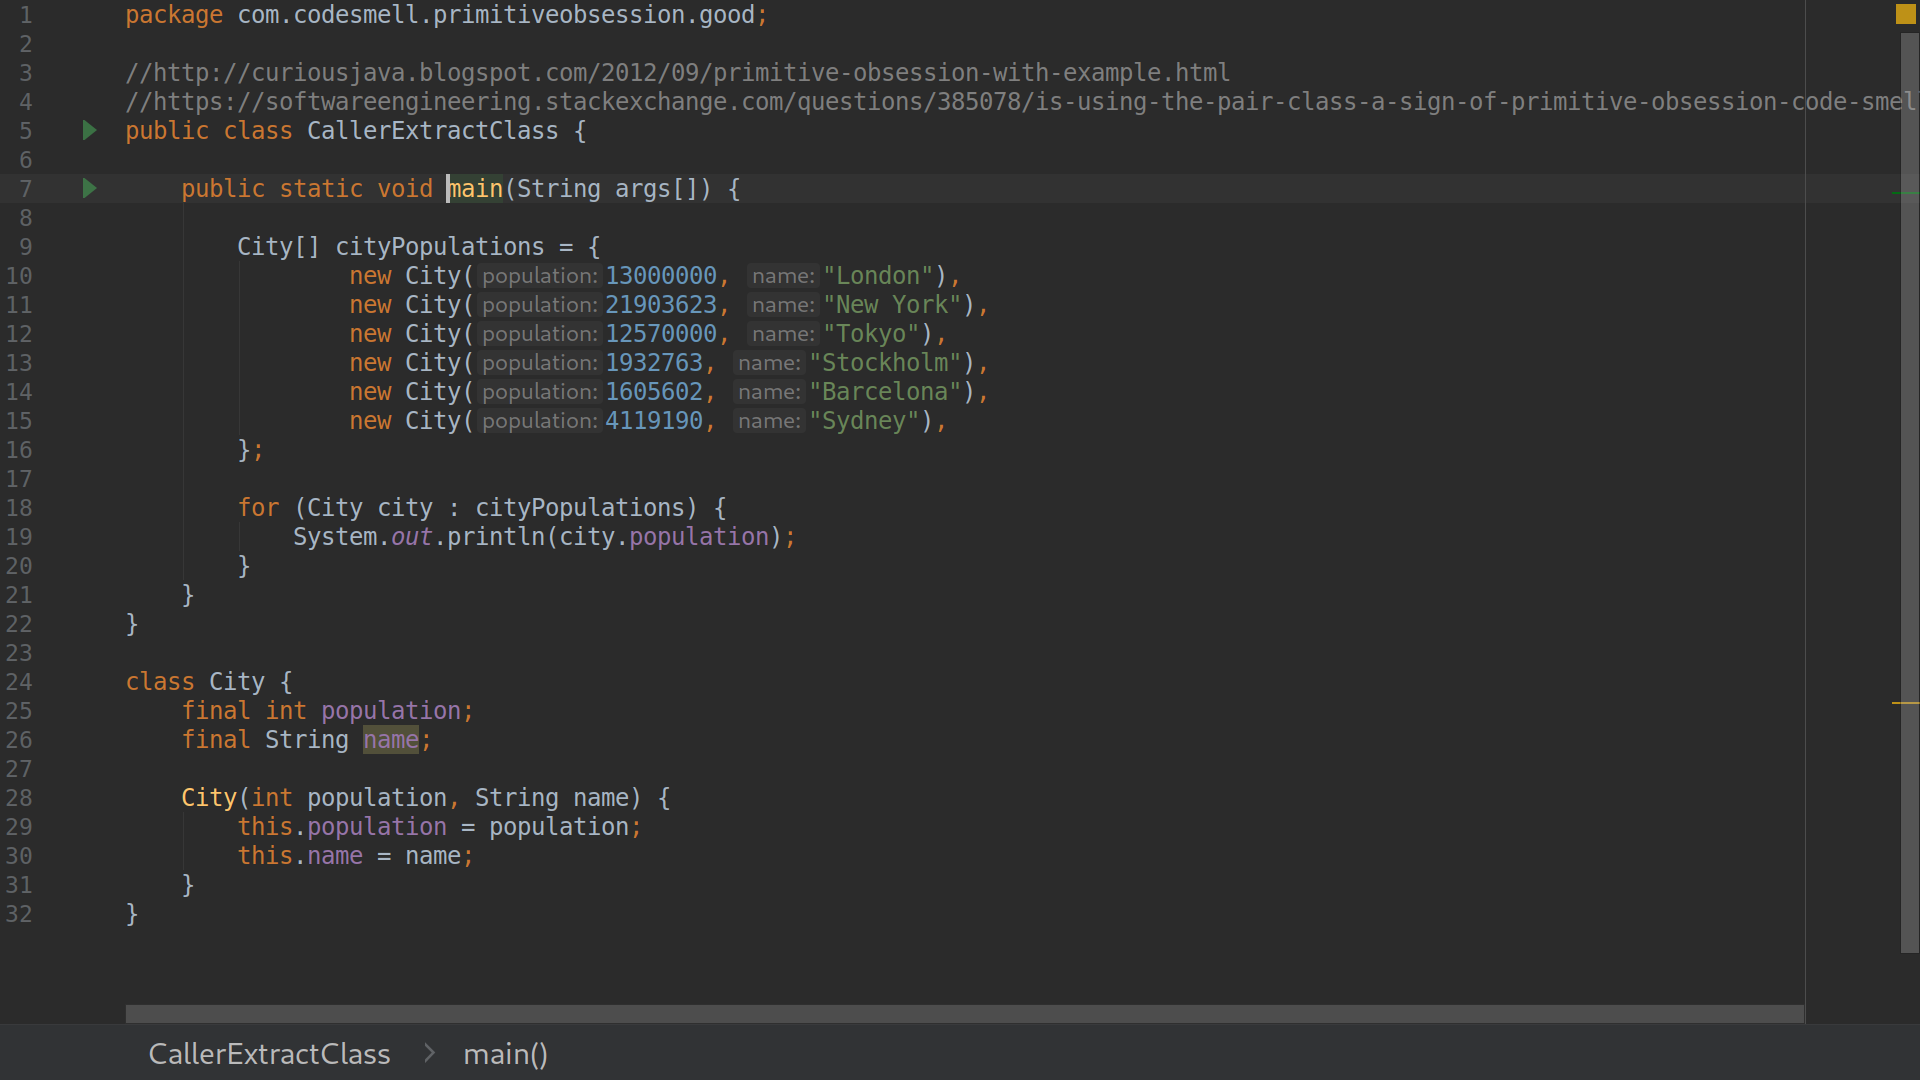 1 package com.codesmell.primitiveobsession.good;
2
3 //http://curiousjava.blogspot.com/2012/09/primitive-obsession-with-example.html
4 //https://softwareengineering.stackexchange.com/questions/385078/is-using-the-pair-class-a-sign-of-primitive-obsession-code-smel
5 public class CallerExtractClass {
6
7 public static void main(String args[]) {
8
9 City[] cityPopulations = {
10 new City( population: 13000000, name: "London"),
11 new City( population: 21903623, name: "New York"),
12 new City( population: 12570000, name: "Tokyo"),
13 new City( population: 1932763, name: "Stockholm"),
14 new City( population: 1605602, name: "Barcelona"),
15 new City( population: 4119190, name: "Sydney"),
16 };
17
18 for (City city : cityPopulations) {
19 System.out.println(city.population);
20 }
21 }
22 }
23
24 class City {
25 final int population;
26 final String name;
27
28 City(int population, String name) {
29 this.population = population;
30 this.name = name;
31 }
32 }
CallerExtractClass > main()